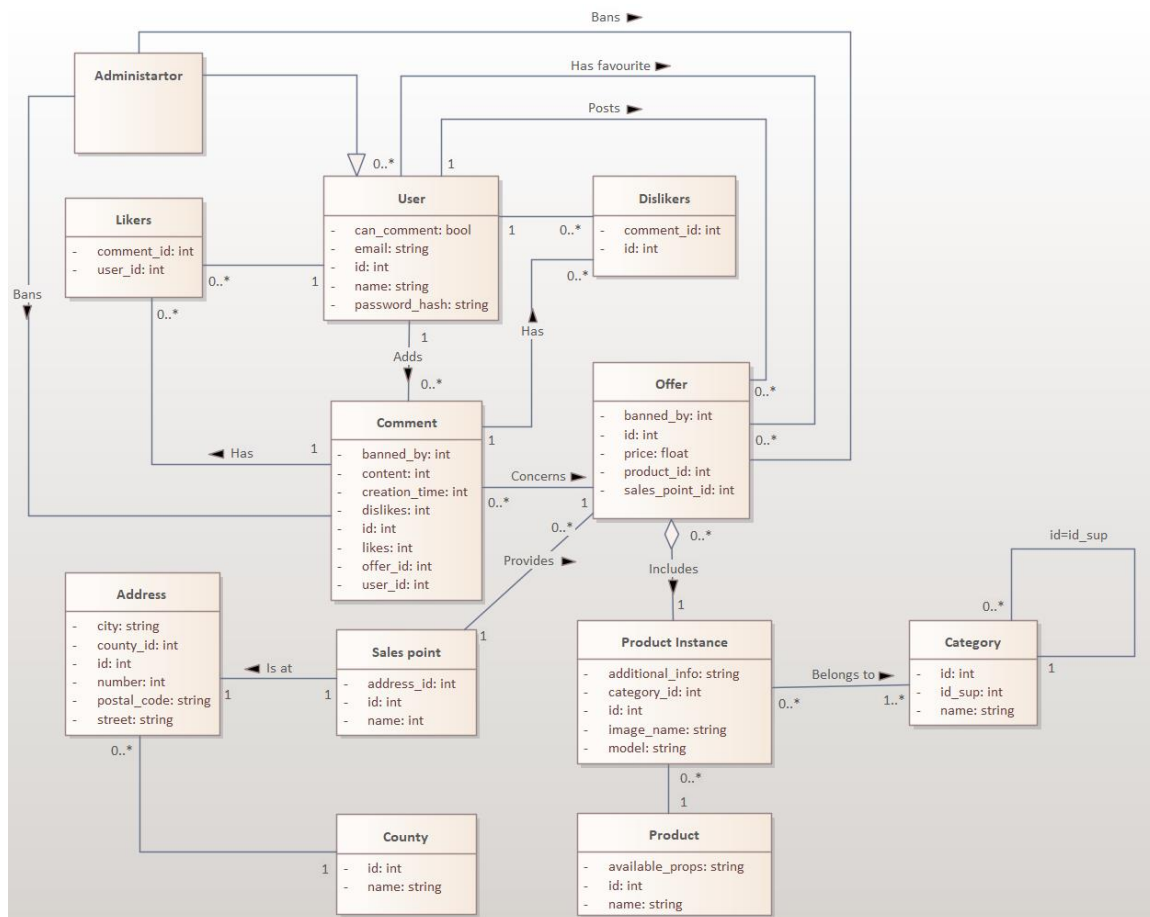 Bans
Administartor
Has favourite
Posts
0..*
1
User
- can_comment: bool
- email: string
- id: int
- name: string
- password_hash: string
Dislikers
- comment_id: int
- id: int
Likers
- comment_id: int
- user_id: int
1
0..*
0..*
0..*
1
0..*
Bans
1
Has
Adds
0..*
Offer
- banned_by: int
- id: int
- price: float
- product_id: int
- sales_point_id: int
0..*
0..*
Comment
- banned_by: int
- content: int
- creation_time: int
- dislikes: int
- id: int
- likes: int
- offer_id: int
- user_id: int
1
1
Has
Concerns
0..*
1
0..*
0..*
Provides
Includes
id=id_sup
Address
- city: string
- county_id: int
- id: int
- number: int
- postal_code: string
- street: string
1
0..*
1
Sales point
- address_id: int
- id: int
- name: int
Is at
1
1
Product Instance
- additional_info: string
- category_id: int
- id: int
- image_name: string
- model: string
Category
- id: int
- id_sup: int
- name: string
1
Belongs to
0..*
1..*
0..*
0..*
1
County
- id: int
- name: string
1
Product
- available_props: string
- id: int
- name: string